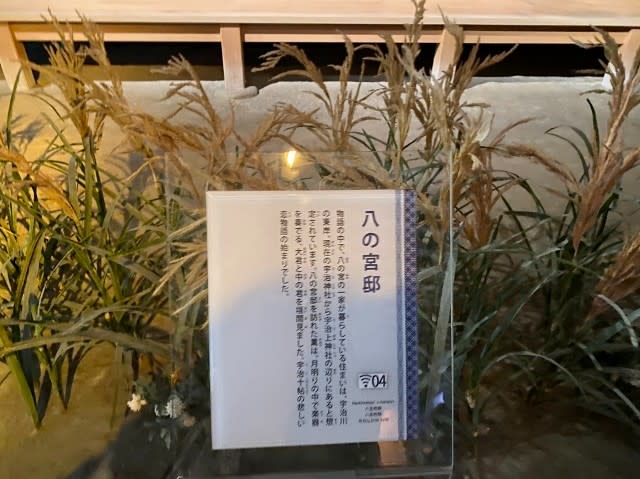 八の宮邸
物語の中で、八の宮の一家が暮らしている住まいは、宇治川
の東岸、現在の宇治神社から宇治上神社の辺りにあると想
定されています。八の宮邸を訪れた薫は、月明りの中で楽器
を奏でる、大君と中の君を垣間見ました。宇治十帖の悲しい
恋物語の始まりでした。
04